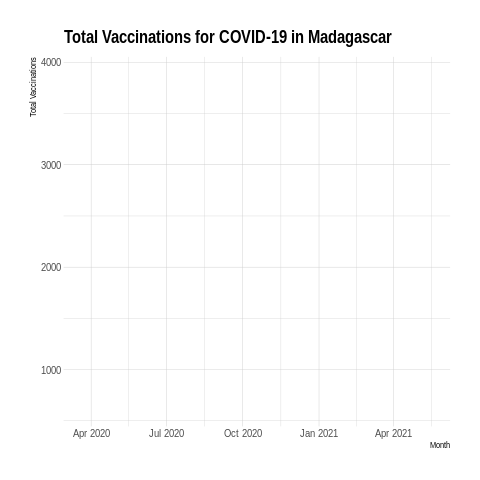 Total Vaccinations for COVID-19 in Madagascar
Total Vaccinations
4000
3000
2000
1000
Apr 2020 Jul 2020 Oct 2020 Jan 2021 Apr 2021
Month